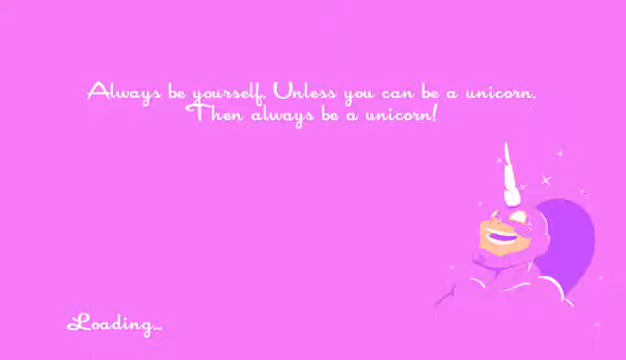 Always be yourself. Unless you can be a unicorn.
Then always be a unicorn!
Loading...